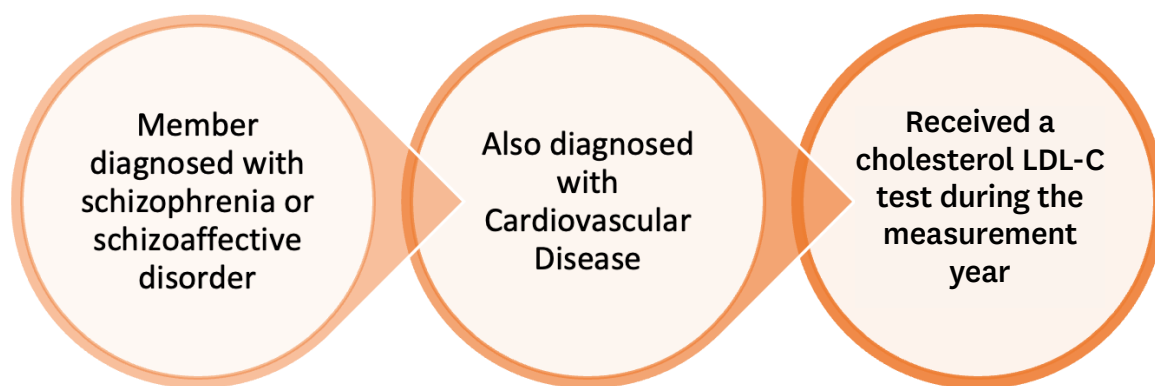 Member
diagnosed with
schizophrenia or
schizoaffective
disorder
Also diagnosed
with
Cardiovascular
Disease
Received a
cholesterol LDL-C
test during the
measurement
year